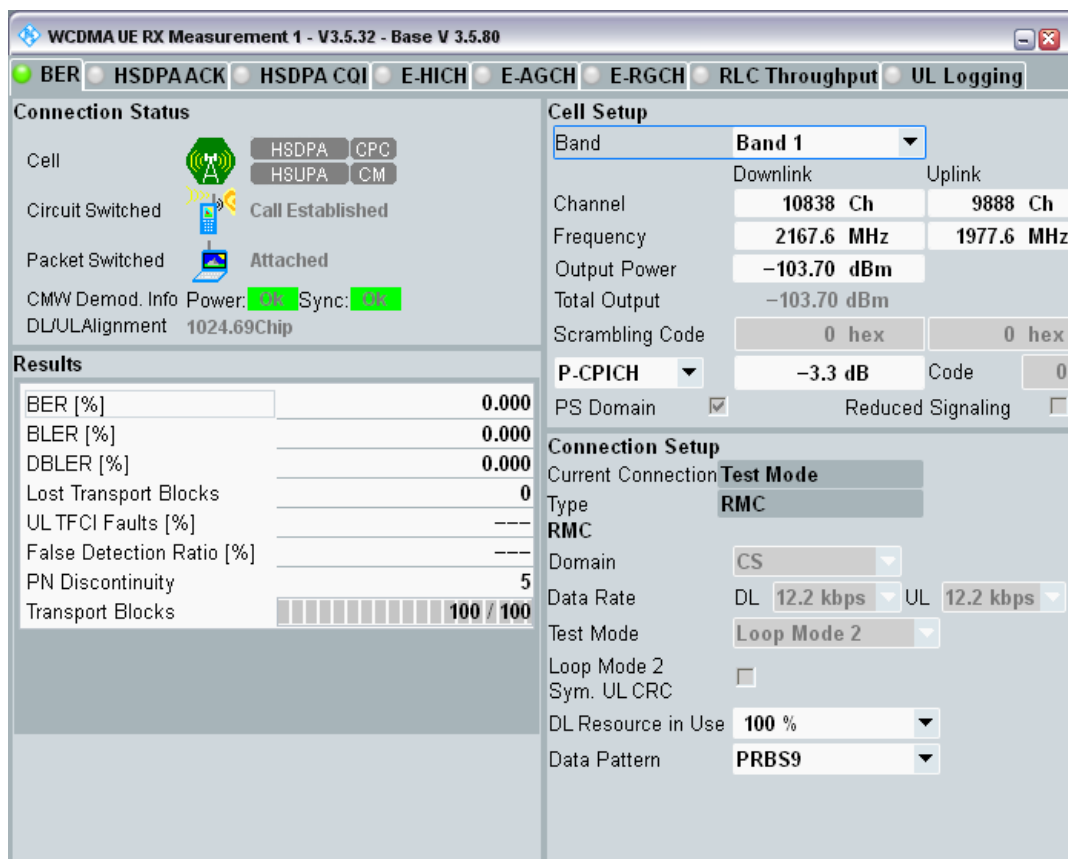 WCDMA UE RX Measurement 1 - V3.5.32 - Base V 3.5.80
BER HSDPA ACK HSDPA CQI E-HICH E-AGCH E-RGCH RLC Throughput UL Logging
Connection Status
Cell
HSDPA CPC
HSUPA CM
Circuit Switched Call Established
Packet Switched Attached
CMW Demod. Info Power: Ok Sync: Ok
DL/UL Alignment 1024.69Chip
Results
BER [%] 0.000
BLER [%] 0.000
DBLER [%] 0.000
Lost Transport Blocks 0
UL TFCI Faults [%] ---
False Detection Ratio [%] ---
PN Discontinuity 5
Transport Blocks 100 / 100
Cell Setup
Band Band 1
Downlink Uplink
Channel 10838 Ch 9888 Ch
Frequency 2167.6 MHz 1977.6 MHz
Output Power −103.70 dBm
Total Output −103.70 dBm
Scrambling Code 0 hex 0 hex
P-CPICH −3.3 dB Code 0
PS Domain Reduced Signaling
Connection Setup
Current Connection Test Mode
Type RMC
RMC
Domain CS
Data Rate DL 12.2 kbps UL 12.2 kbps
Test Mode Loop Mode 2
Loop Mode 2
Sym. UL CRC
DL Resource in Use 100 %
Data Pattern PRBS9